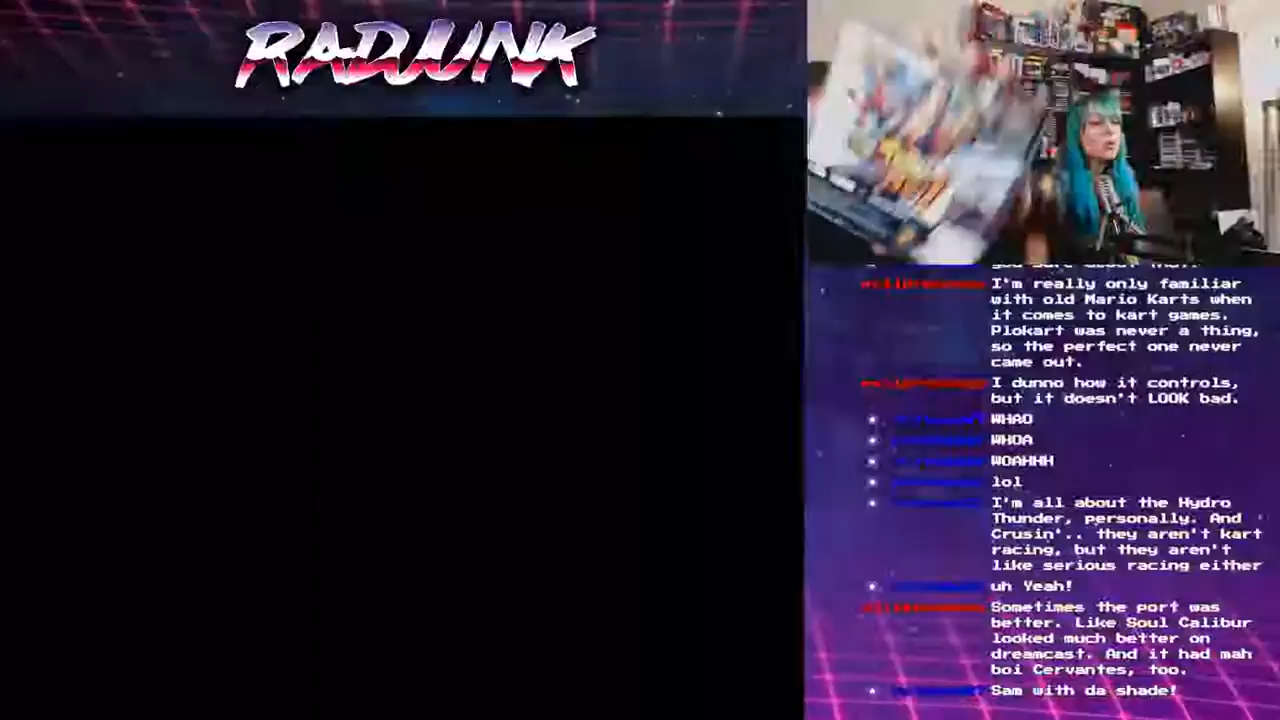 RADJUNK
I'm really only familiar
with old Mario Karts when
it comes to kart games.
Plokart was never a thing,
so the perfect one never
came out.
I dunno how it controls,
but it doesn't LOOK bad.
WHAO
WHOA
WOAHHH
lol
I'm all about the Hydro
Thunder, personally. And
Crusin'.. they aren't kart
racing, but they aren't
like serious racing either
uh Yeah!
Sometimes the port was
better. Like Soul Calibur
looked much better on
dreamcast. And it had mah
boi Cervantes, too.
Sam with da shade!